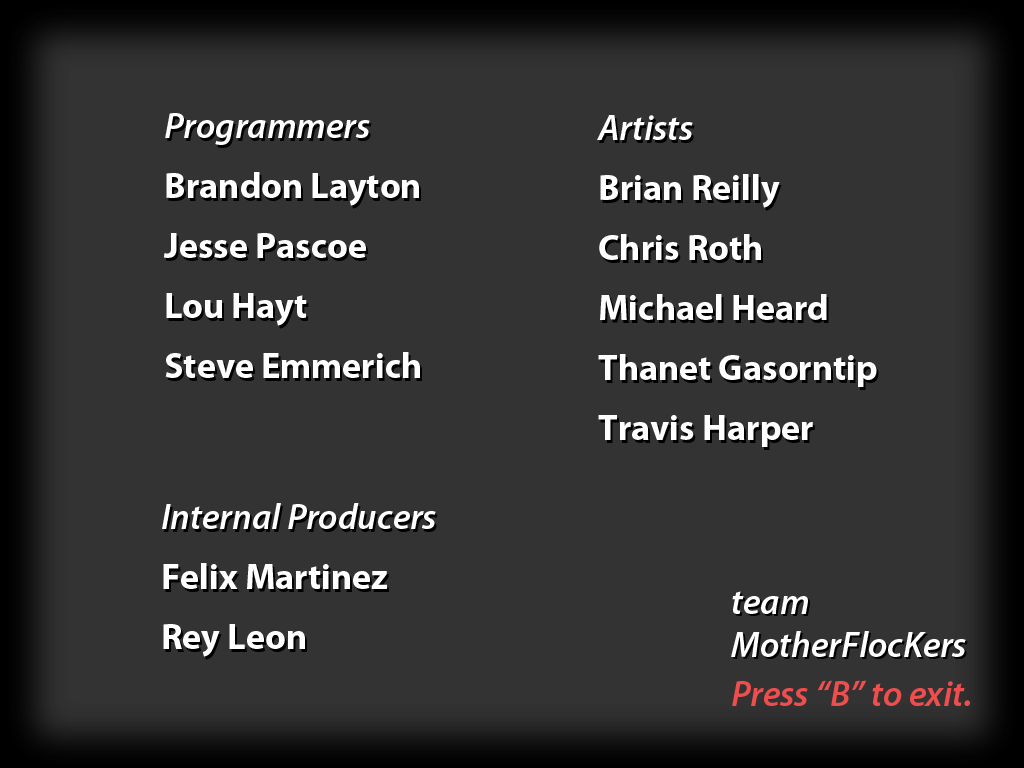 Programmers
Brandon Layton
Jesse Pascoe
Lou Hayt
Steve Emmerich
Artists
Brian Reilly
Chris Roth
Michael Heard
Thanet Gasorntip
Travis Harper
Internal Producers
Felix Martinez
Rey Leon
team
MotherFlocKers
Press “B” to exit.